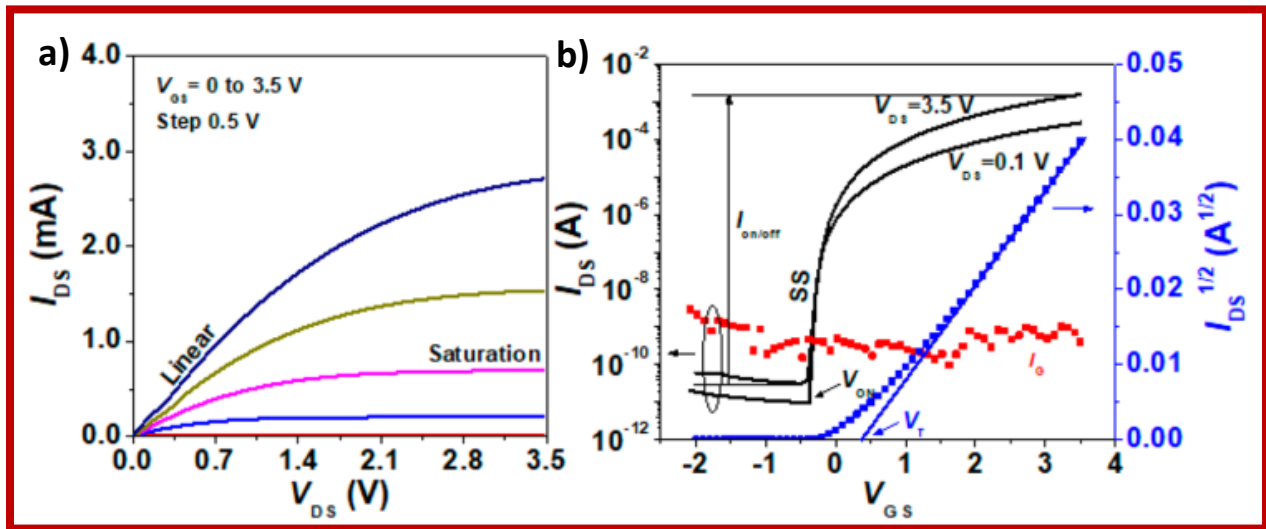 a)
4.0
3.0
2.0
1.0
0.0
I_DS (mA)
V_GS= 0 to 3.5 V
Step 0.5 V
Linear
Saturation
0.0 0.7 1.4 2.1 2.8 3.5
V_DS (V)
b)
10^-2
10^-4
10^-6
10^-8
10^-10
10^-12
I_DS (A)
V_DS=3.5 V
V_DS=0.1 V
I_on/off
SS
I_G
V_ON
V_T
0.05
0.04
0.03
0.02
0.01
0.00
I_DS^1/2 (A^1/2)
-2 -1 0 1 2 3 4
V_GS